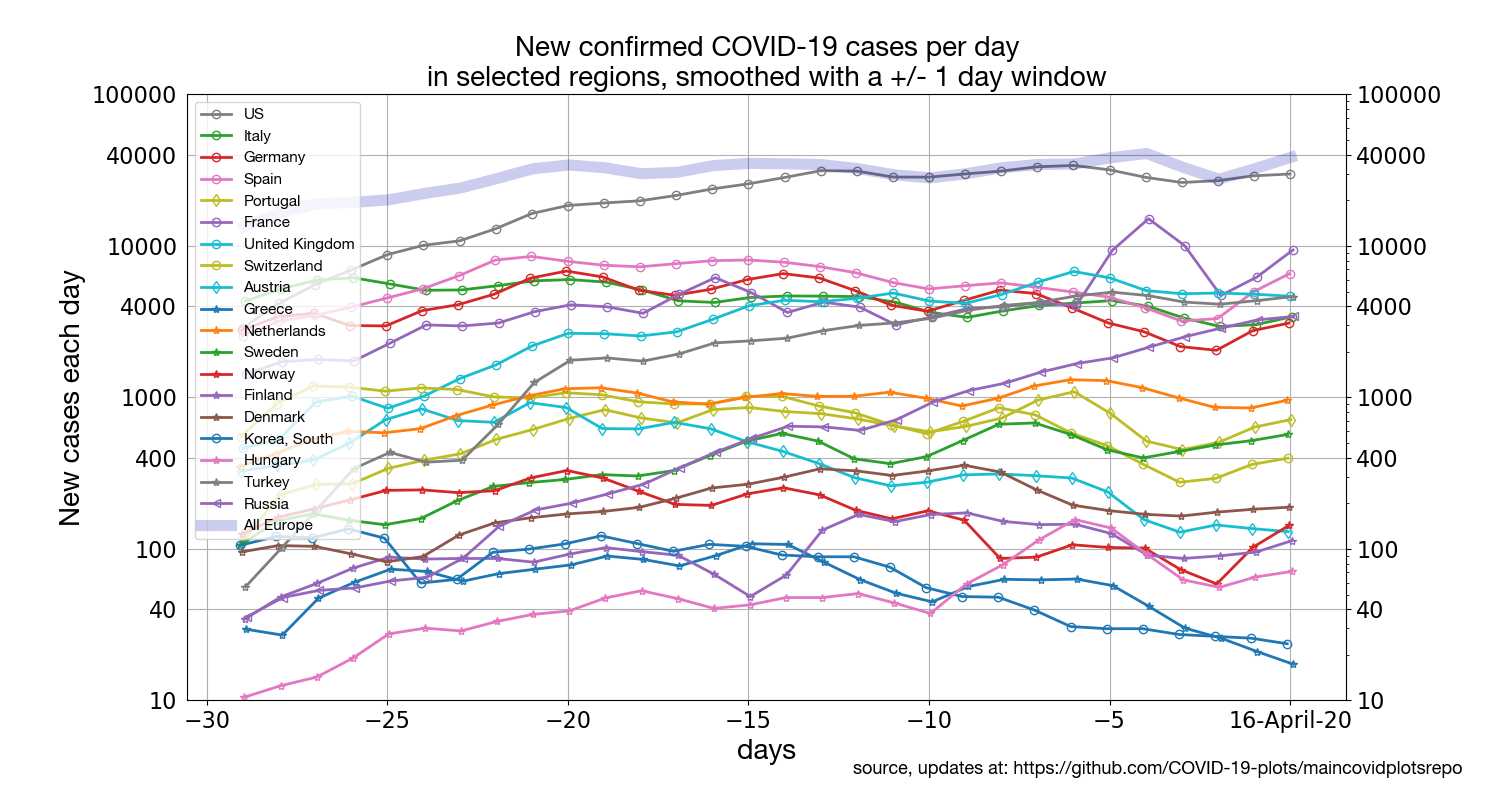 New confirmed COVID-19 cases per day
in selected regions, smoothed with a +/- 1 day window
New cases each day
100000
40000
10000
4000
1000
400
100
40
10
US
Italy
Germany
Spain
Portugal
France
United Kingdom
Switzerland
Austria
Greece
Netherlands
Sweden
Norway
Finland
Denmark
Korea, South
Hungary
Turkey
Russia
All Europe
100000
40000
10000
4000
1000
400
100
40
10
−30 −25 −20 −15 −10 −5 16-April-20
days
source, updates at: https://github.com/COVID-19-plots/maincovidplotsrepo